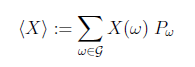 ⟨X⟩ := ∑_{ω∈𝒢} X(ω) P_ω